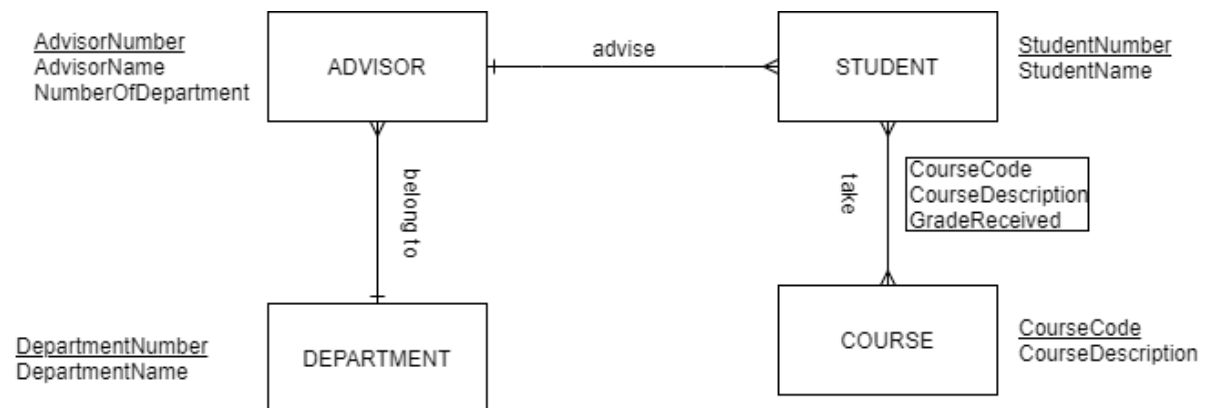 AdvisorNumber
AdvisorName
NumberOfDepartment
ADVISOR
advise
STUDENT
StudentNumber
StudentName
belong to
take
CourseCode
CourseDescription
GradeReceived
DepartmentNumber
DepartmentName
DEPARTMENT
COURSE
CourseCode
CourseDescription